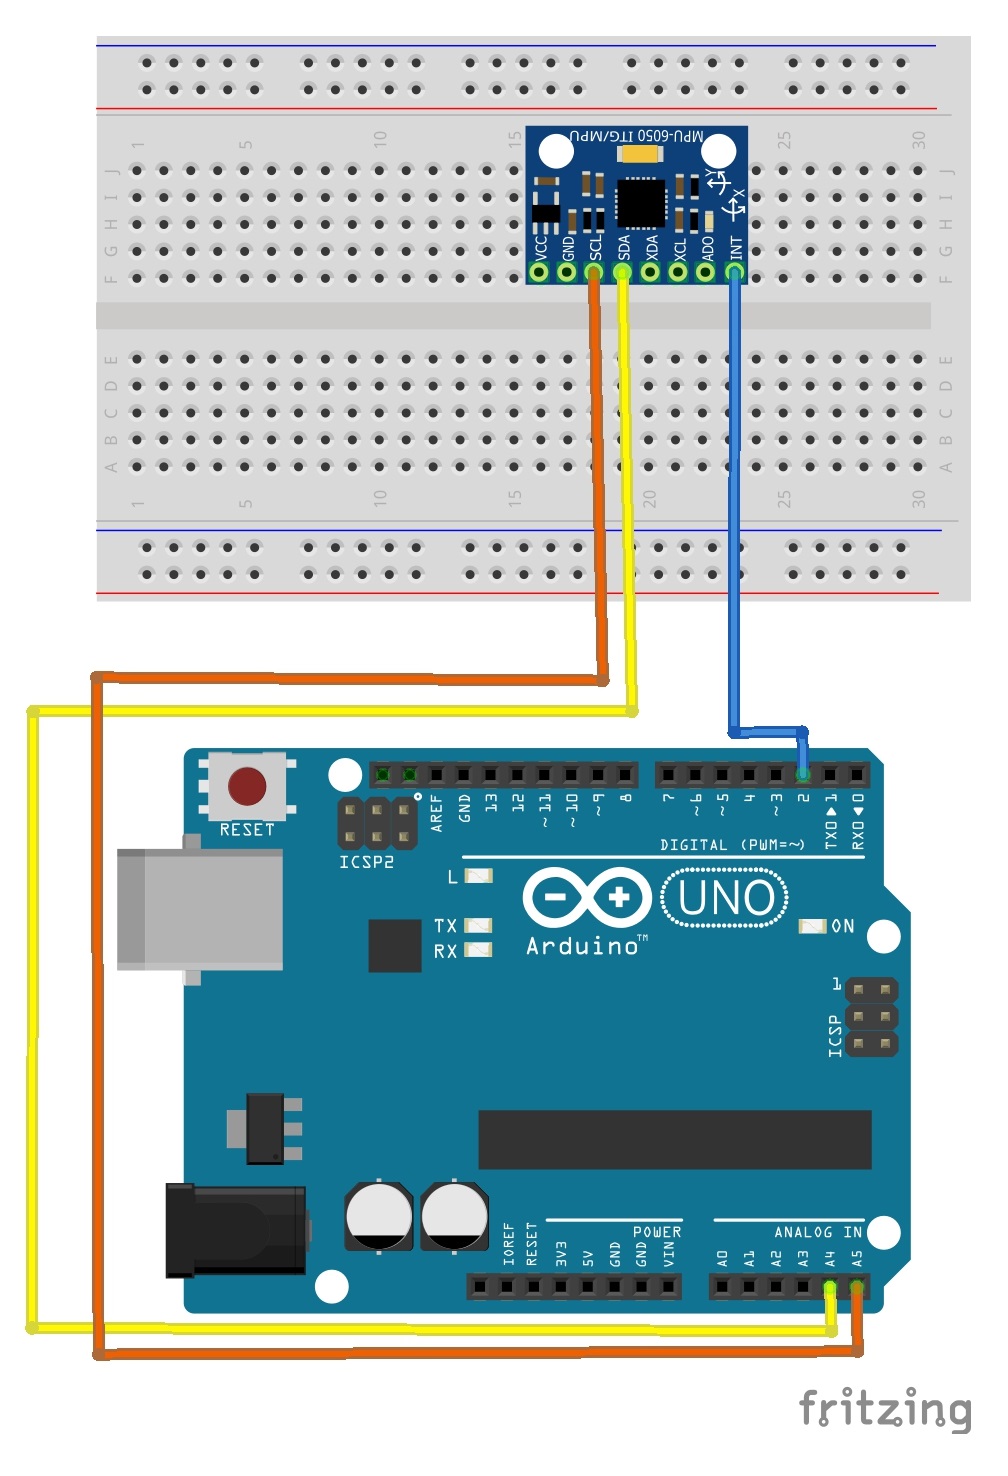 1 5 10 15 25 30
J J
I I
H H
G G
F F
MPU-6050 ITG/MPU
Y
X
VCC GND SCL SDA XDA XCL ADO INT
E E
D D
C C
B B
A A
1 5 10 15 20 25 30
RESET
ICSP2
AREF GND 13 12 ~11 ~10 ~9 8 7 ~6 ~5 4 ~3 2 TX0▶1 RX0◀0
DIGITAL (PWM=~)
L
TX
RX
Arduino™
UNO
ON
1
ICSP
POWER
ANALOG IN
IOREF RESET 3V3 5V GND GND VIN A0 A1 A2 A3 A4 A5
fritzing